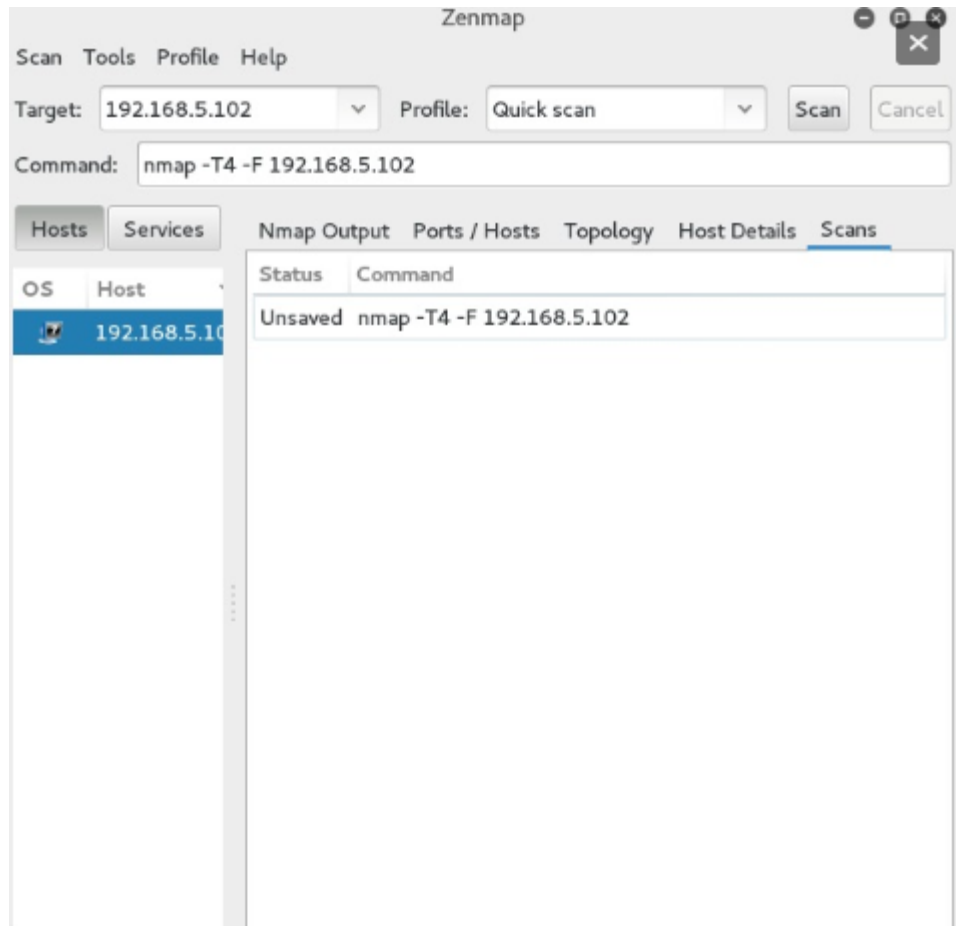 Zenmap
Scan Tools Profile Help
Target: 192.168.5.102 Profile: Quick scan Scan Cancel
Command: nmap -T4 -F 192.168.5.102
Hosts Services Nmap Output Ports / Hosts Topology Host Details Scans
OS Host Status Command
192.168.5.10 Unsaved nmap -T4 -F 192.168.5.102